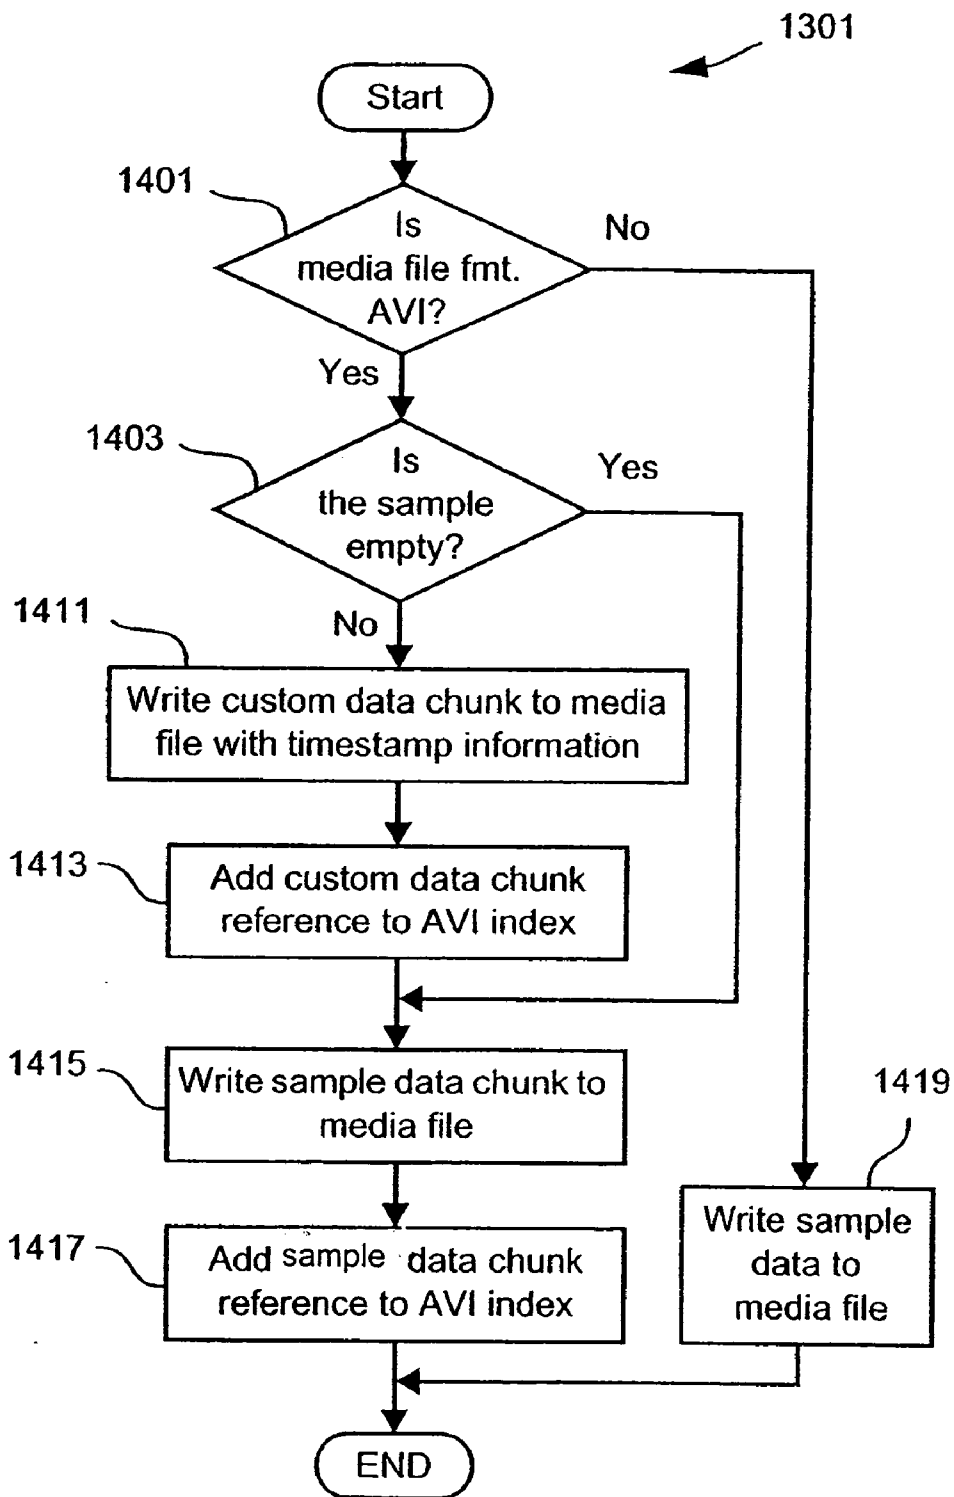 1301
Start
1401
Is
media file fmt.
AVI?
No
Yes
1403
Is
the sample
empty?
Yes
No
1411
Write custom data chunk to media
file with timestamp information
1413
Add custom data chunk
reference to AVI index
1415
Write sample data chunk to
media file
1419
Write sample
data to
media file
1417
Add sample data chunk
reference to AVI index
END